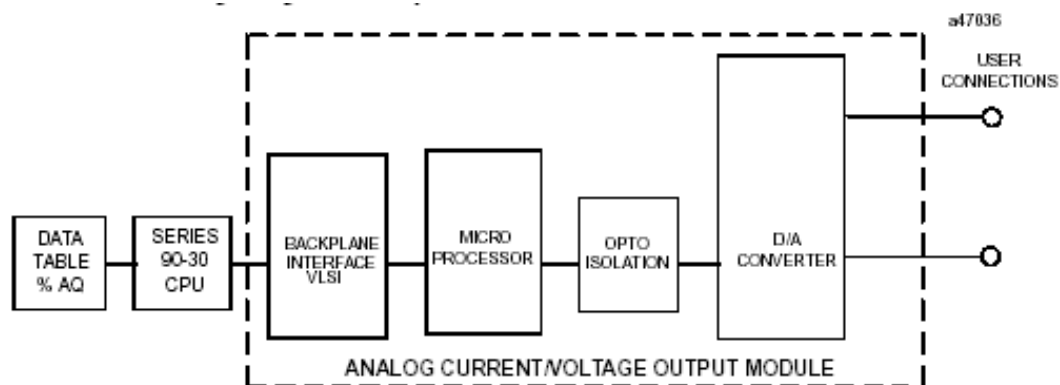 a47036
USER
CONNECTIONS
DATA
TABLE
% AQ
SERIES
90-30
CPU
BACKPLANE
INTERFACE
VLSI
MICRO
PROCESSOR
OPTO
ISOLATION
D/A
CONVERTER
ANALOG CURRENT/VOLTAGE OUTPUT MODULE